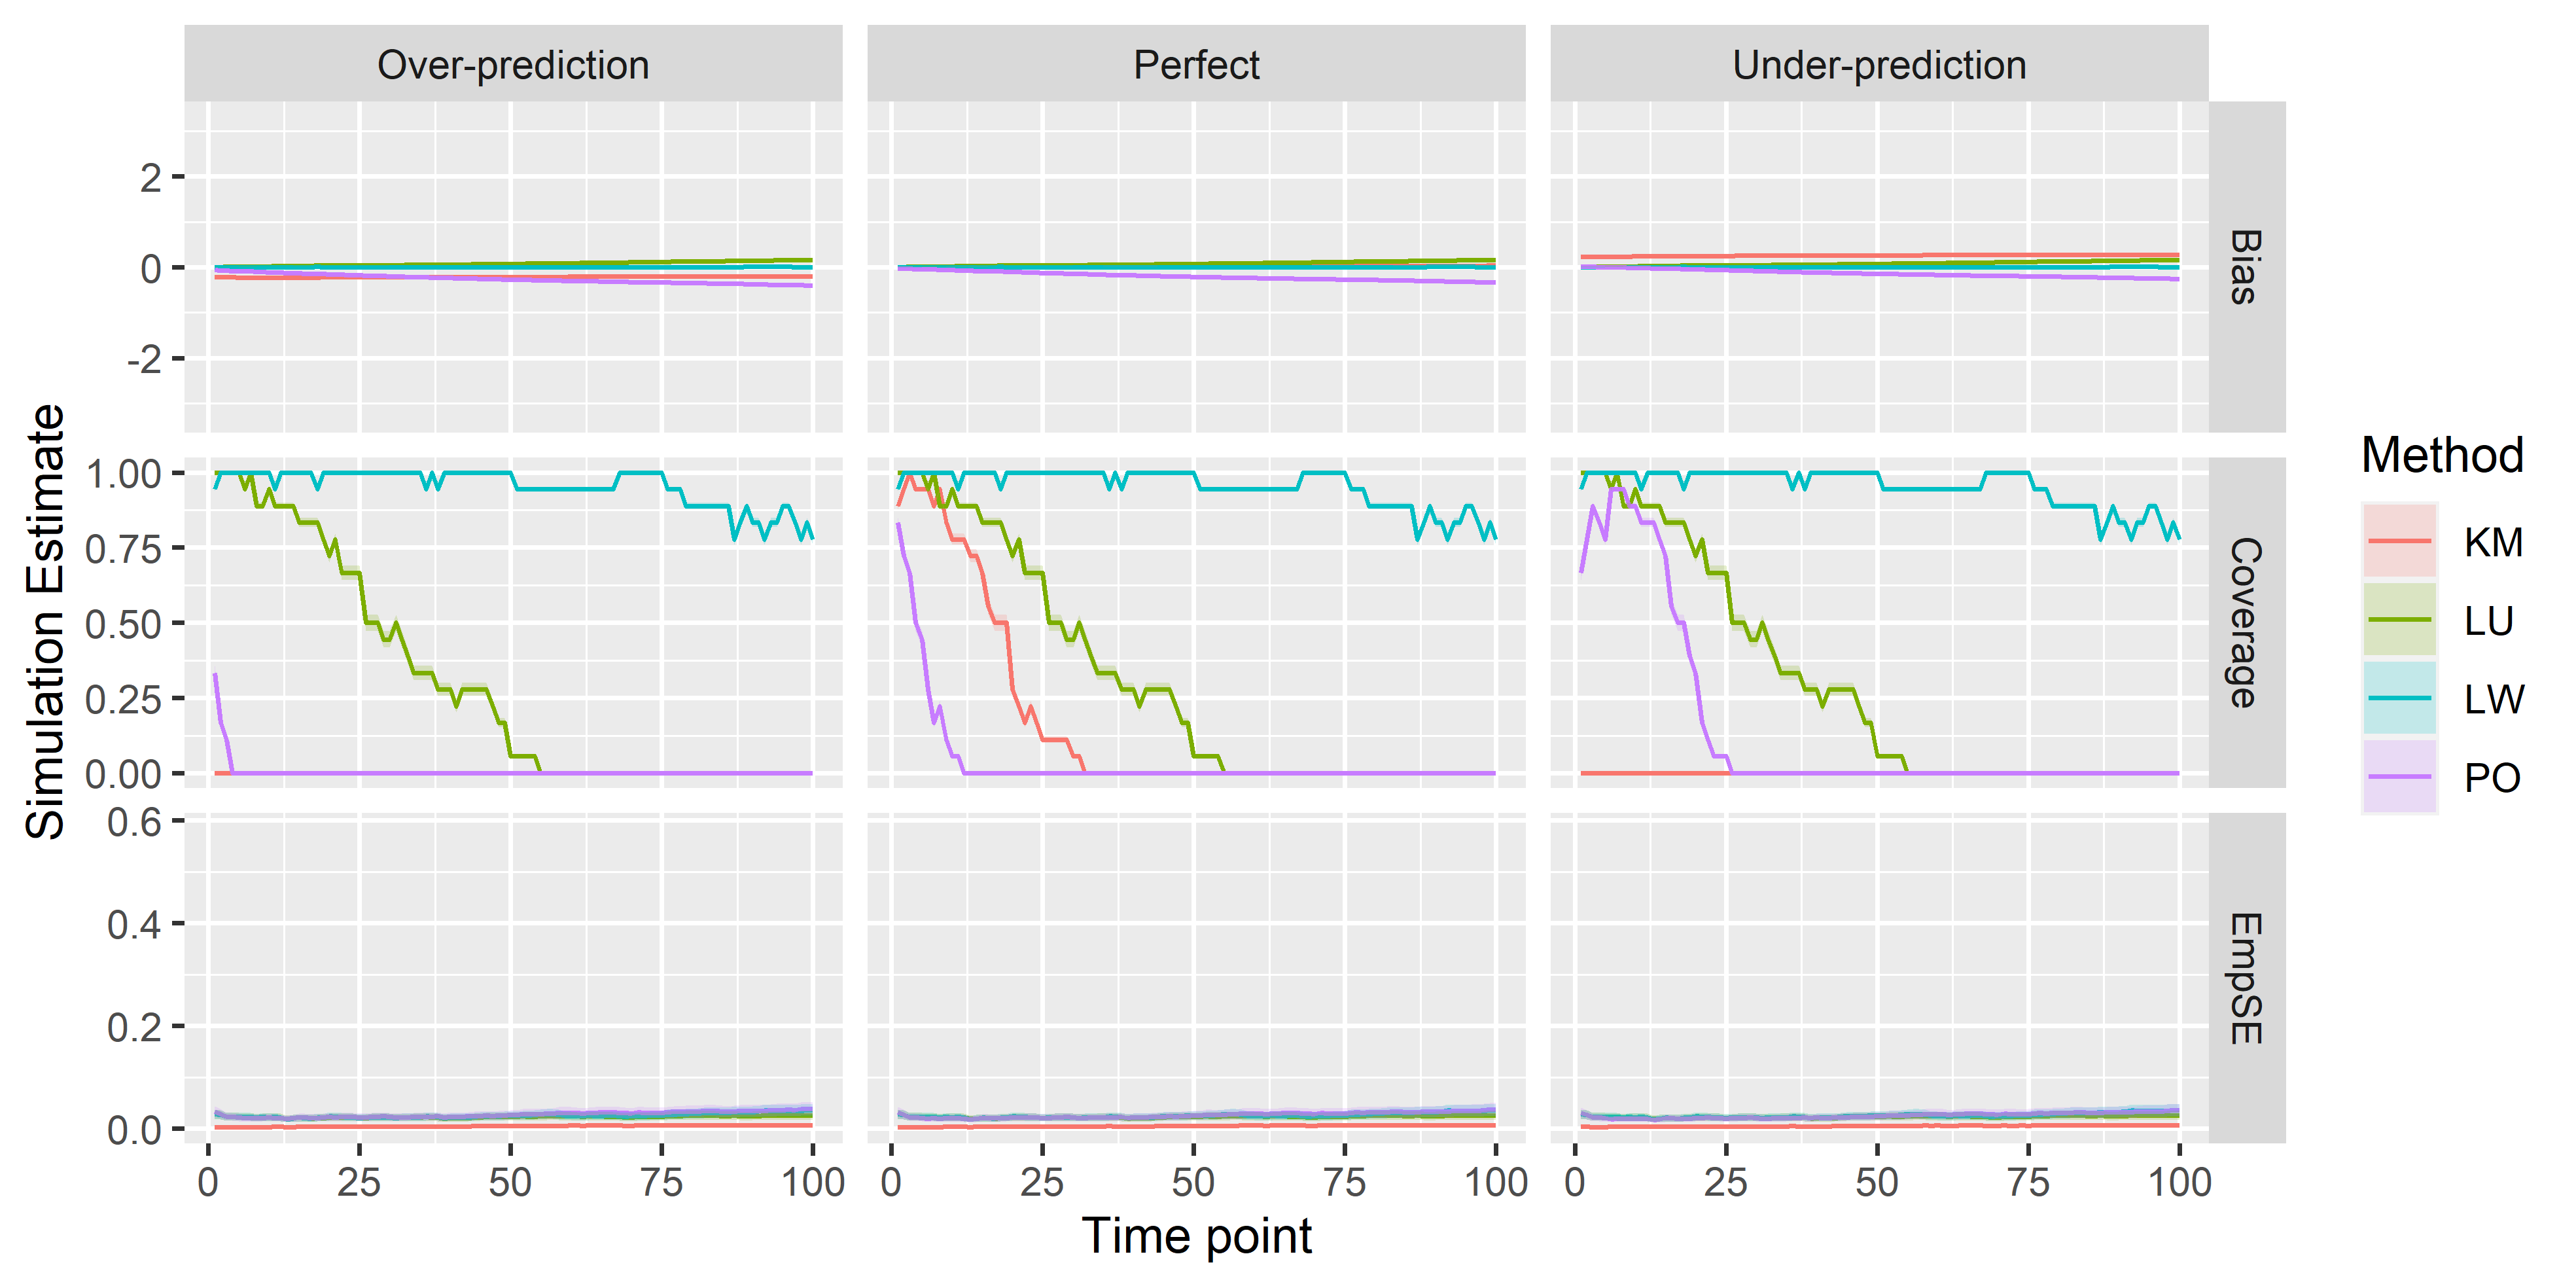 Over-prediction
Perfect
Under-prediction
Simulation Estimate
2
0
-2
Bias
1.00
0.75
0.50
0.25
0.00
Coverage
0.6
0.4
0.2
0.0
EmpSE
0 25 50 75 100
0 25 50 75 100
0 25 50 75 100
Time point
Method
KM
LU
LW
PO